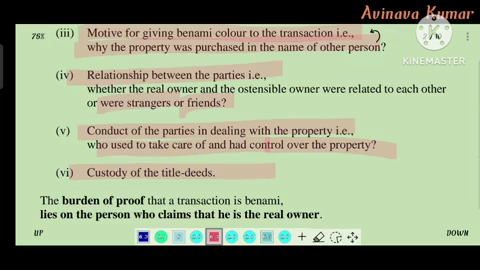 Avinava Kumar
76%
(iii) Motive for giving benami colour to the transaction i.e.,
why the property was purchased in the name of other person?
KINEMASTER
(iv) Relationship between the parties i.e.,
whether the real owner and the ostensible owner were related to each other
or were strangers or friends?
(v) Conduct of the parties in dealing with the property i.e.,
who used to take care of and had control over the property?
(vi) Custody of the title-deeds.
The burden of proof that a transaction is benami,
lies on the person who claims that he is the real owner.
UP
DOWN